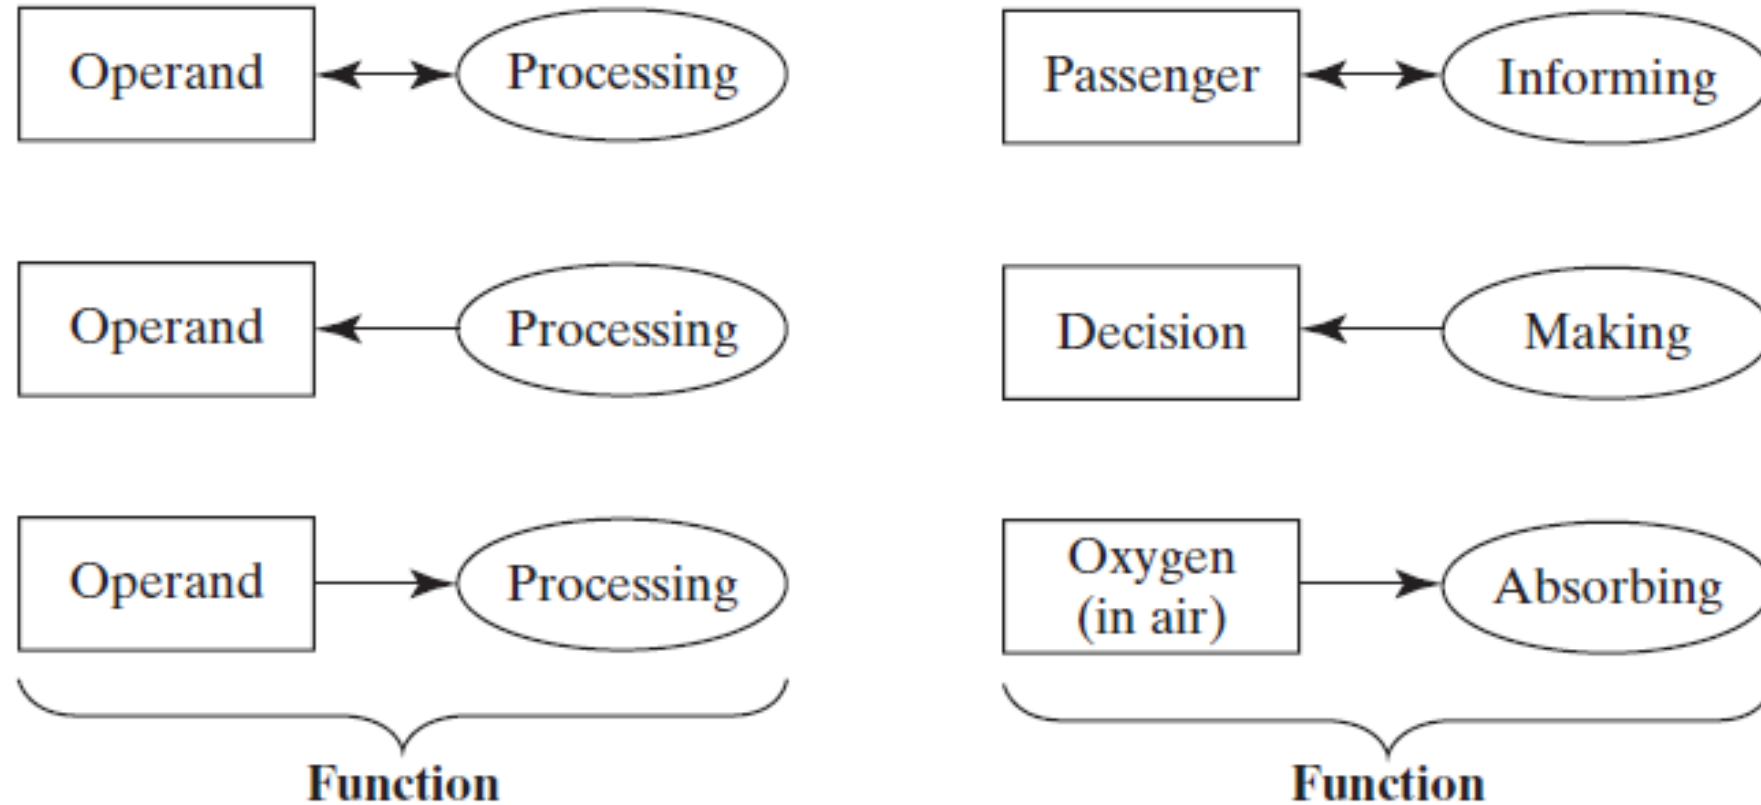 Operand
Processing
Passenger
Informing
Operand
Processing
Decision
Making
Operand
Processing
Oxygen
(in air)
Absorbing
Function
Function